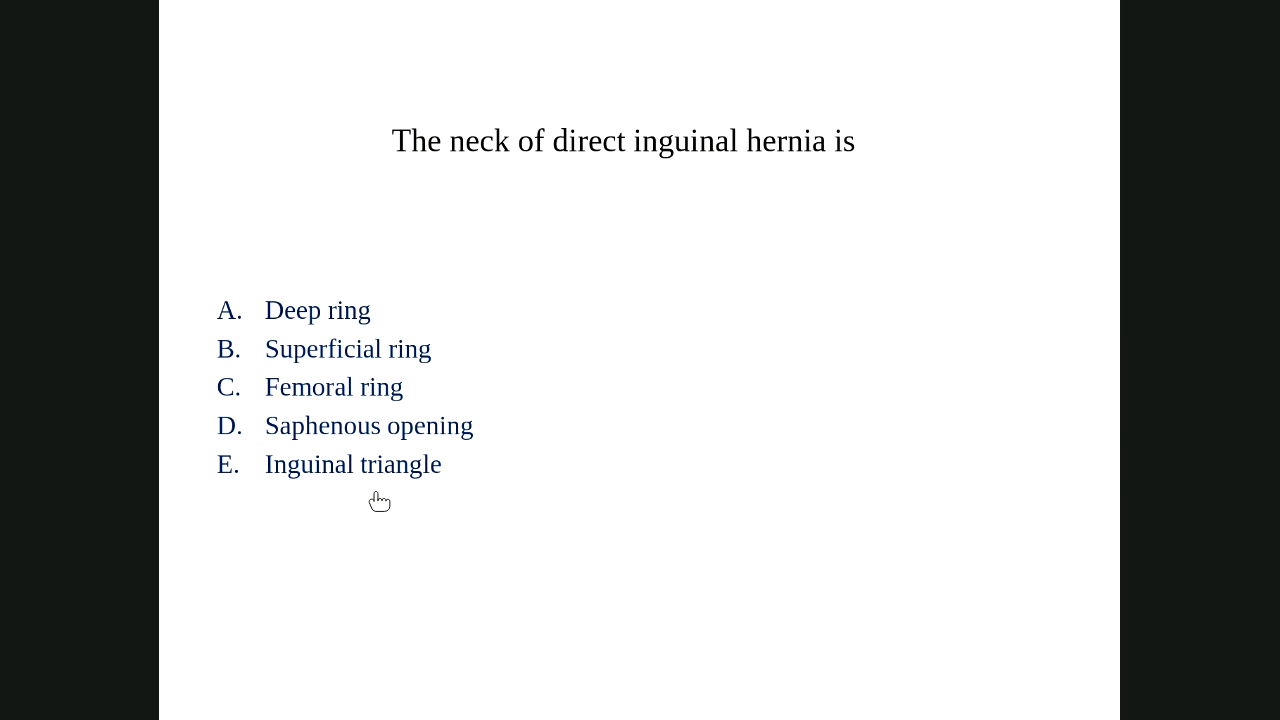 The neck of direct inguinal hernia is
A. Deep ring
B. Superficial ring
C. Femoral ring
D. Saphenous opening
E. Inguinal triangle